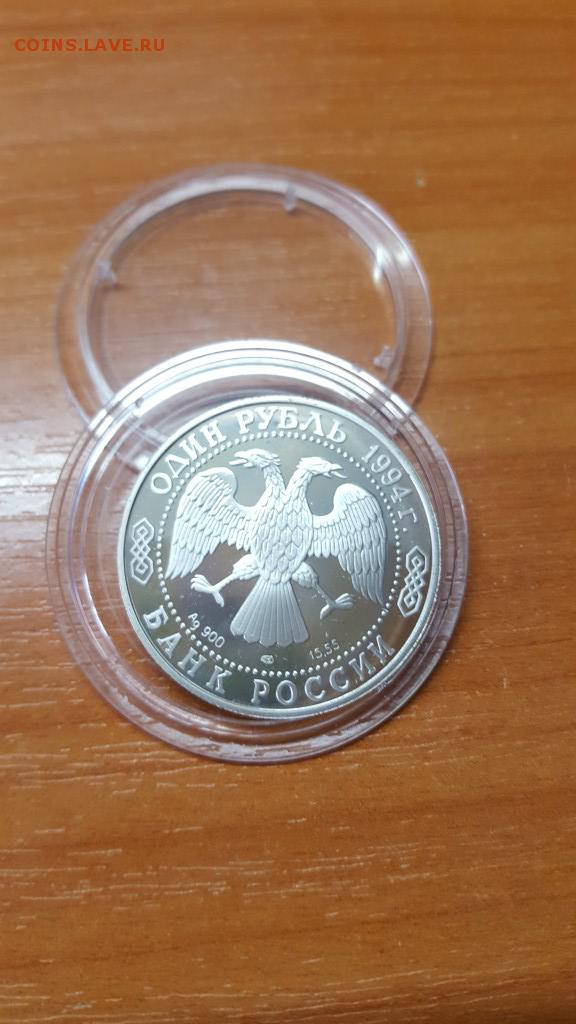 COINS.LAVE.RU
ОДИН РУБЛЬ 1994 Г.
Ag 900
15,55
БАНК РОССИИ